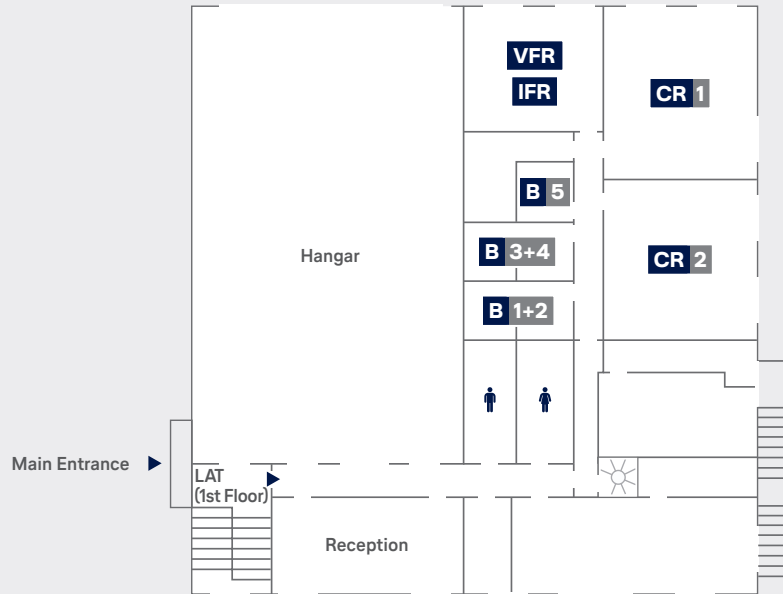 VFR
IFR
CR 1
B 5
Hangar
B 3+4
CR 2
B 1+2
Main Entrance
LAT
(1st Floor)
Reception